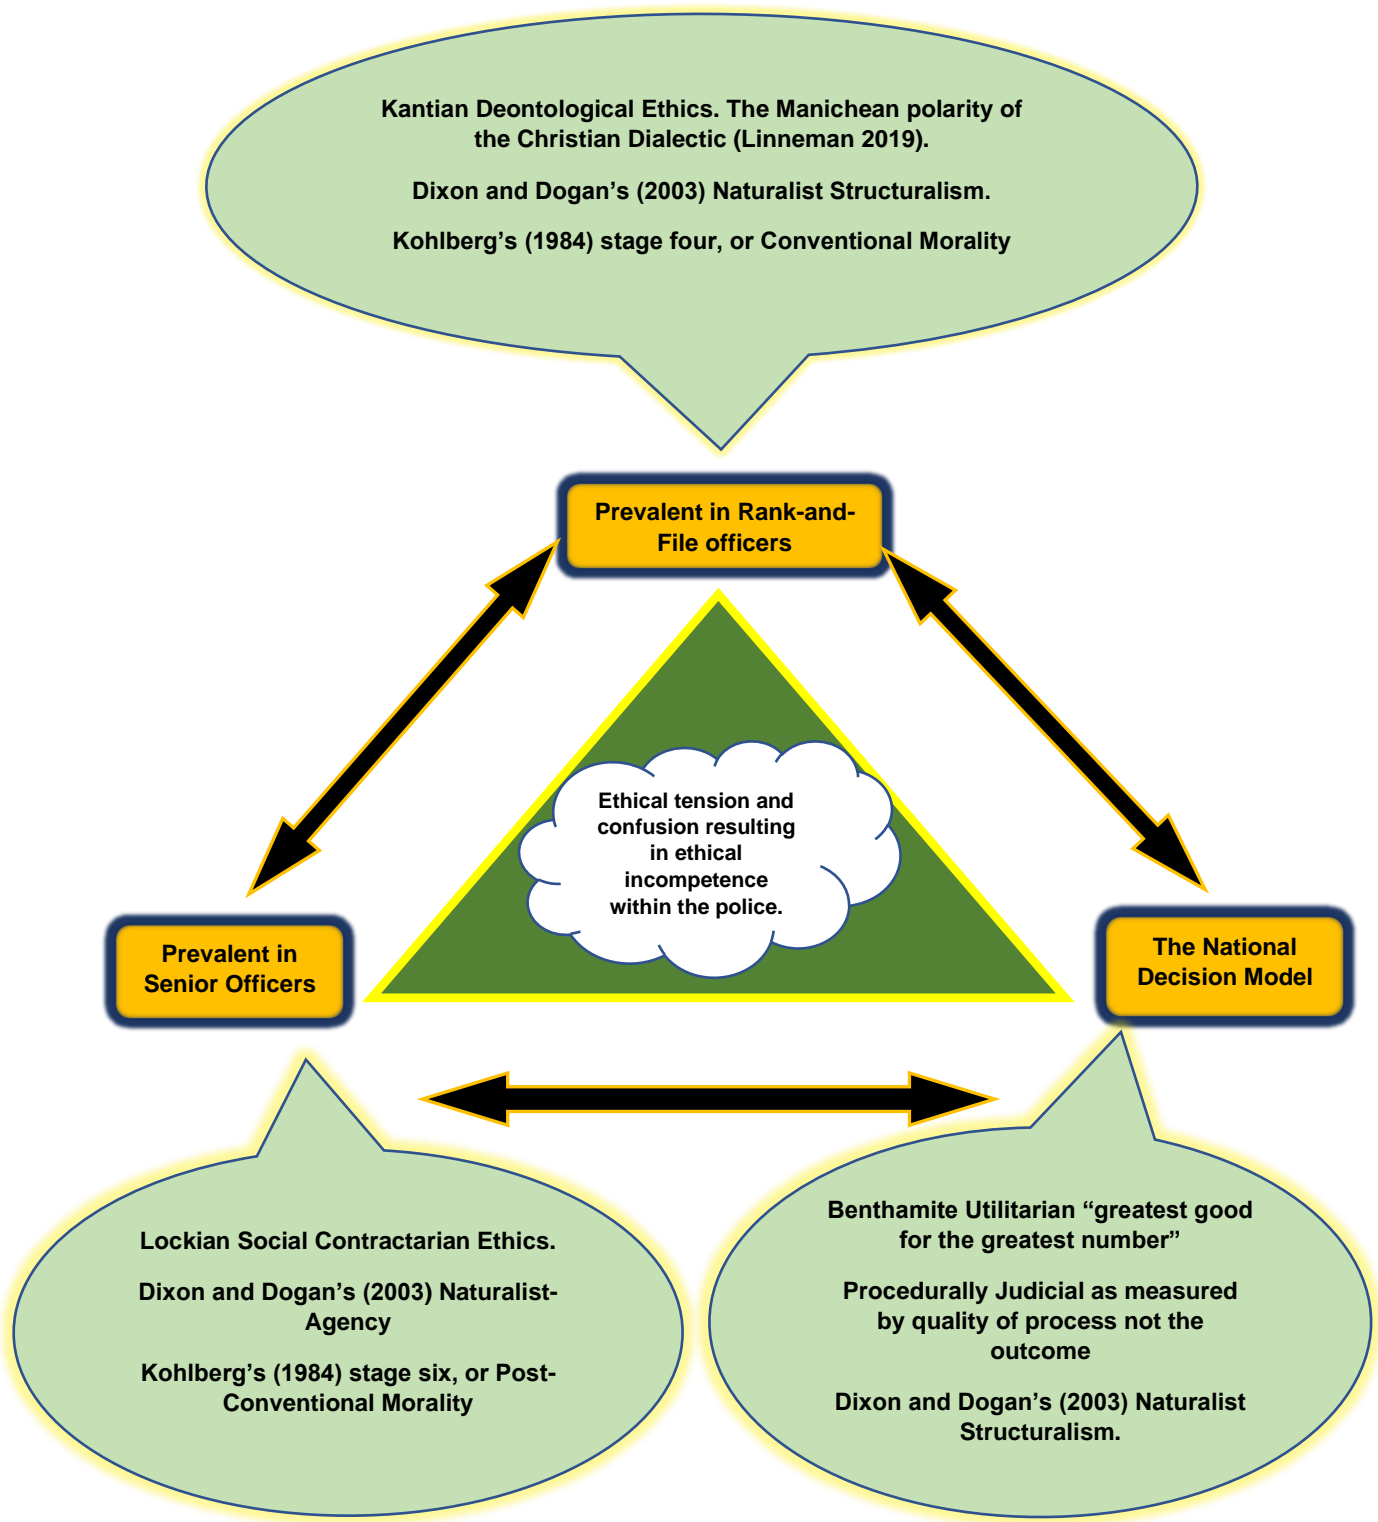 Kantian Deontological Ethics. The Manichean polarity of
the Christian Dialectic (Linneman 2019).
Dixon and Dogan’s (2003) Naturalist Structuralism.
Kohlberg’s (1984) stage four, or Conventional Morality
Prevalent in Rank-and-
File officers
Ethical tension and
confusion resulting
in ethical
incompetence
within the police.
Prevalent in
Senior Officers
The National
Decision Model
Lockian Social Contractarian Ethics.
Dixon and Dogan’s (2003) Naturalist-
Agency
Kohlberg’s (1984) stage six, or Post-
Conventional Morality
Benthamite Utilitarian “greatest good
for the greatest number”
Procedurally Judicial as measured
by quality of process not the
outcome
Dixon and Dogan’s (2003) Naturalist
Structuralism.